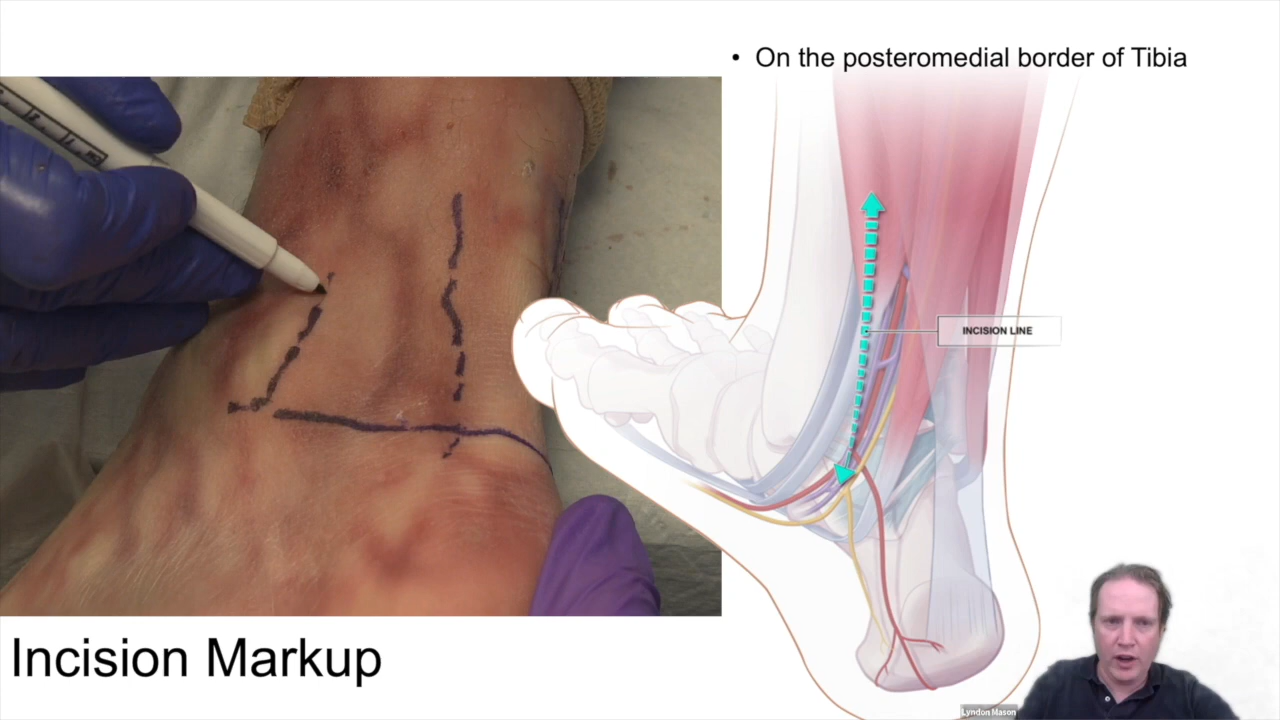 • On the posteromedial border of Tibia
INCISION LINE
Incision Markup
Lyndon Mason